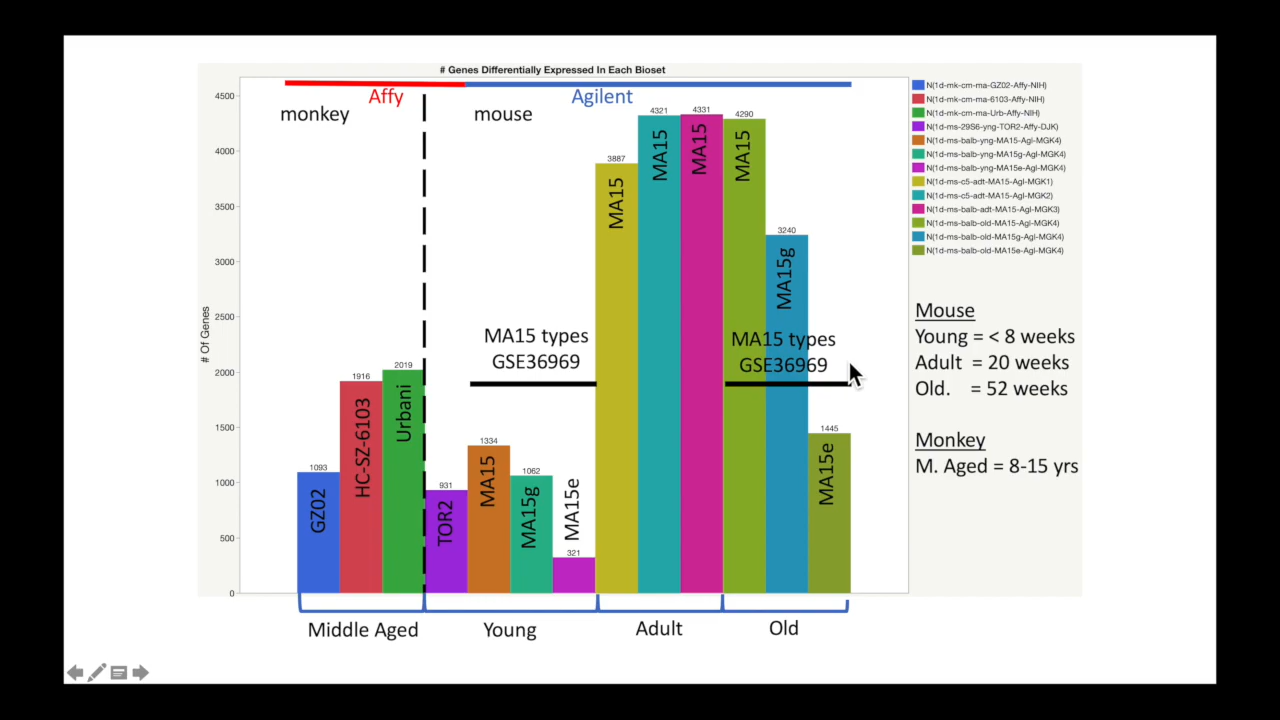 # Genes Differentially Expressed In Each Bioset
Affy
Agilent
monkey
mouse
# Of Genes
4500
4000
3500
3000
2500
2000
1500
1000
500
0
1093
GZ02
1916
HC-SZ-6103
2019
Urbani
931
TOR2
1334
MA15
1062
MA15g
321
MA15e
3887
MA15
4321
MA15
4331
MA15
4290
MA15
3240
MA15g
1445
MA15e
MA15 types
GSE36969
MA15 types
GSE36969
Middle Aged
Young
Adult
Old
N(1d-mk-cm-ma-GZ02-Affy-NIH)
N(1d-mk-cm-ma-6103-Affy-NIH)
N(1d-mk-cm-ma-Urb-Affy-NIH)
N(1d-ms-29S6-yng-TOR2-Affy-DJK)
N(1d-ms-balb-yng-MA15-Agl-MGK4)
N(1d-ms-balb-yng-MA15g-Agl-MGK4)
N(1d-ms-balb-yng-MA15e-Agl-MGK4)
N(1d-ms-c5-adt-MA15-Agl-MGK1)
N(1d-ms-c5-adt-MA15-Agl-MGK2)
N(1d-ms-balb-adt-MA15-Agl-MGK3)
N(1d-ms-balb-old-MA15-Agl-MGK4)
N(1d-ms-balb-old-MA15g-Agl-MGK4)
N(1d-ms-balb-old-MA15e-Agl-MGK4)
Mouse
Young = < 8 weeks
Adult = 20 weeks
Old. = 52 weeks
Monkey
M. Aged = 8-15 yrs